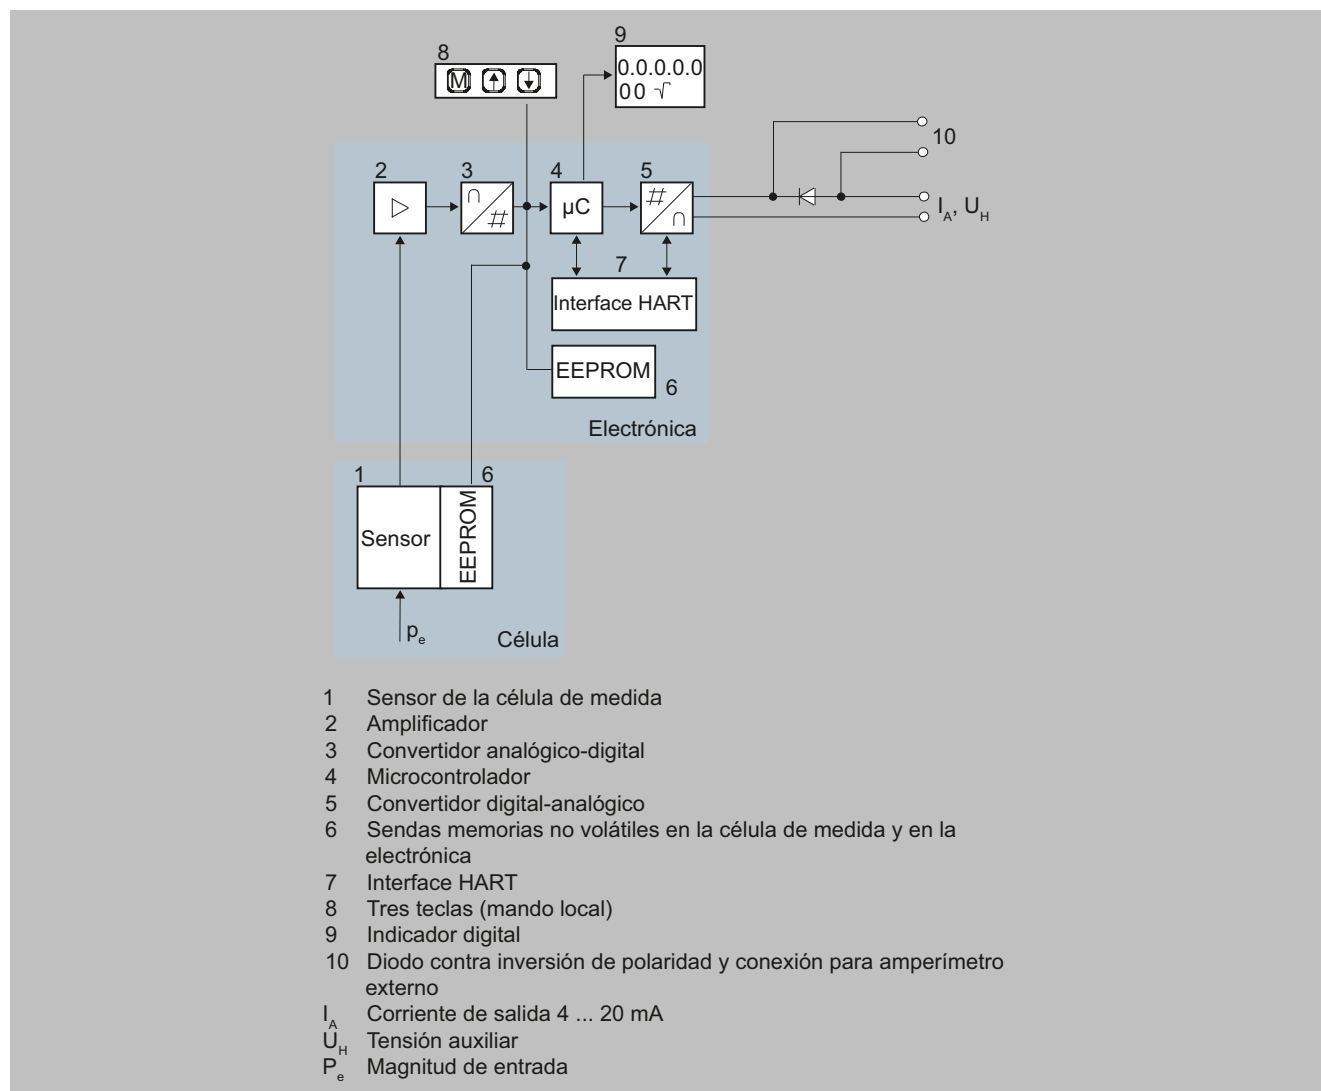 8
M
9
0.0.0.0.0
00 √
10
2
3
4
5
∩
#
µC
#
∩
I_A, U_H
7
Interface HART
EEPROM
6
Electrónica
1
6
Sensor
EEPROM
p_e
Célula
1 Sensor de la célula de medida
2 Amplificador
3 Convertidor analógico-digital
4 Microcontrolador
5 Convertidor digital-analógico
6 Sendas memorias no volátiles en la célula de medida y en la
electrónica
7 Interface HART
8 Tres teclas (mando local)
9 Indicador digital
10 Diodo contra inversión de polaridad y conexión para amperímetro
externo
I_A Corriente de salida 4 ... 20 mA
U_H Tensión auxiliar
P_e Magnitud de entrada